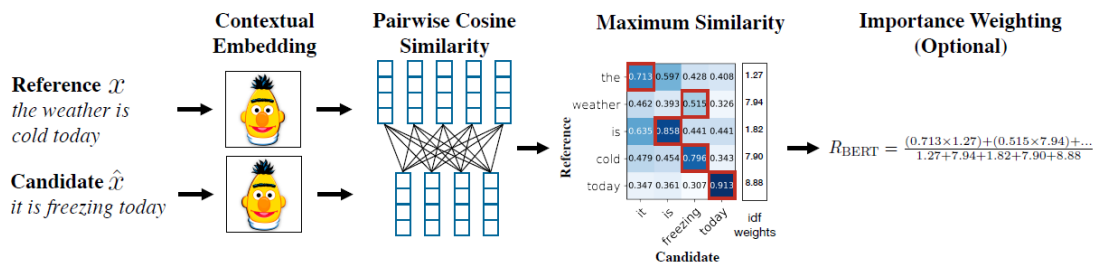 Contextual
Embedding
Pairwise Cosine
Similarity
Maximum Similarity
Importance Weighting
(Optional)
Reference x
the weather is
cold today
Candidate x̂
it is freezing today
Reference
the 0.713 0.597 0.428 0.408 1.27
weather 0.462 0.393 0.515 0.326 7.94
is 0.635 0.858 0.441 0.441 1.82
cold 0.479 0.454 0.796 0.343 7.90
today 0.347 0.361 0.307 0.913 8.88
it is freezing today
Candidate
idf
weights
R_BERT = (0.713×1.27)+(0.515×7.94)+...
1.27+7.94+1.82+7.90+8.88